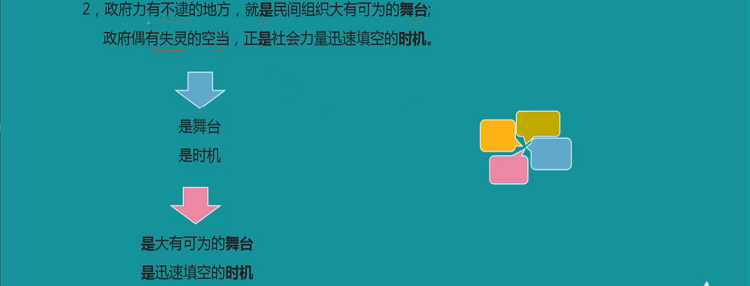 2，政府力有不逮的地方，就是民间组织大有可为的舞台;
政府偶有失灵的空当，正是社会力量迅速填空的时机。
是舞台
是时机
是大有可为的舞台
是迅速填空的时机